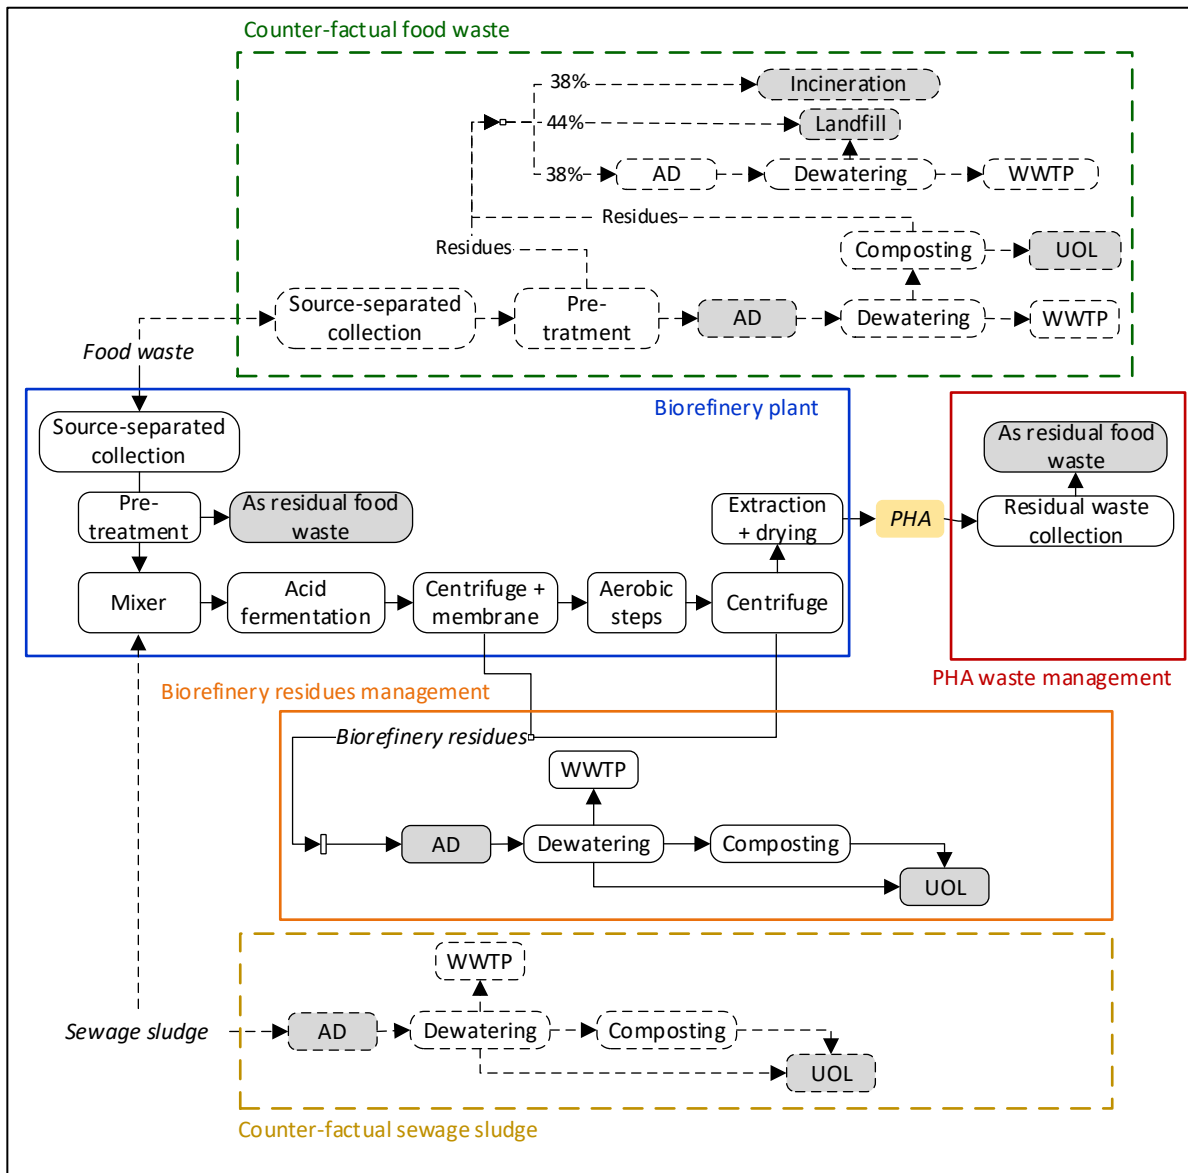 Counter-factual food waste
38%
Incineration
44%
Landfill
38%
AD
Dewatering
WWTP
Residues
Residues
Composting
UOL
Source-separated
collection
Pre-
tratment
AD
Dewatering
WWTP
Food waste
Biorefinery plant
Source-separated
collection
Pre-
treatment
As residual food
waste
Extraction
+ drying
PHA
As residual food
waste
Residual waste
collection
Mixer
Acid
fermentation
Centrifuge +
membrane
Aerobic
steps
Centrifuge
Biorefinery residues management
PHA waste management
Biorefinery residues
WWTP
AD
Dewatering
Composting
UOL
WWTP
Sewage sludge
AD
Dewatering
Composting
UOL
Counter-factual sewage sludge